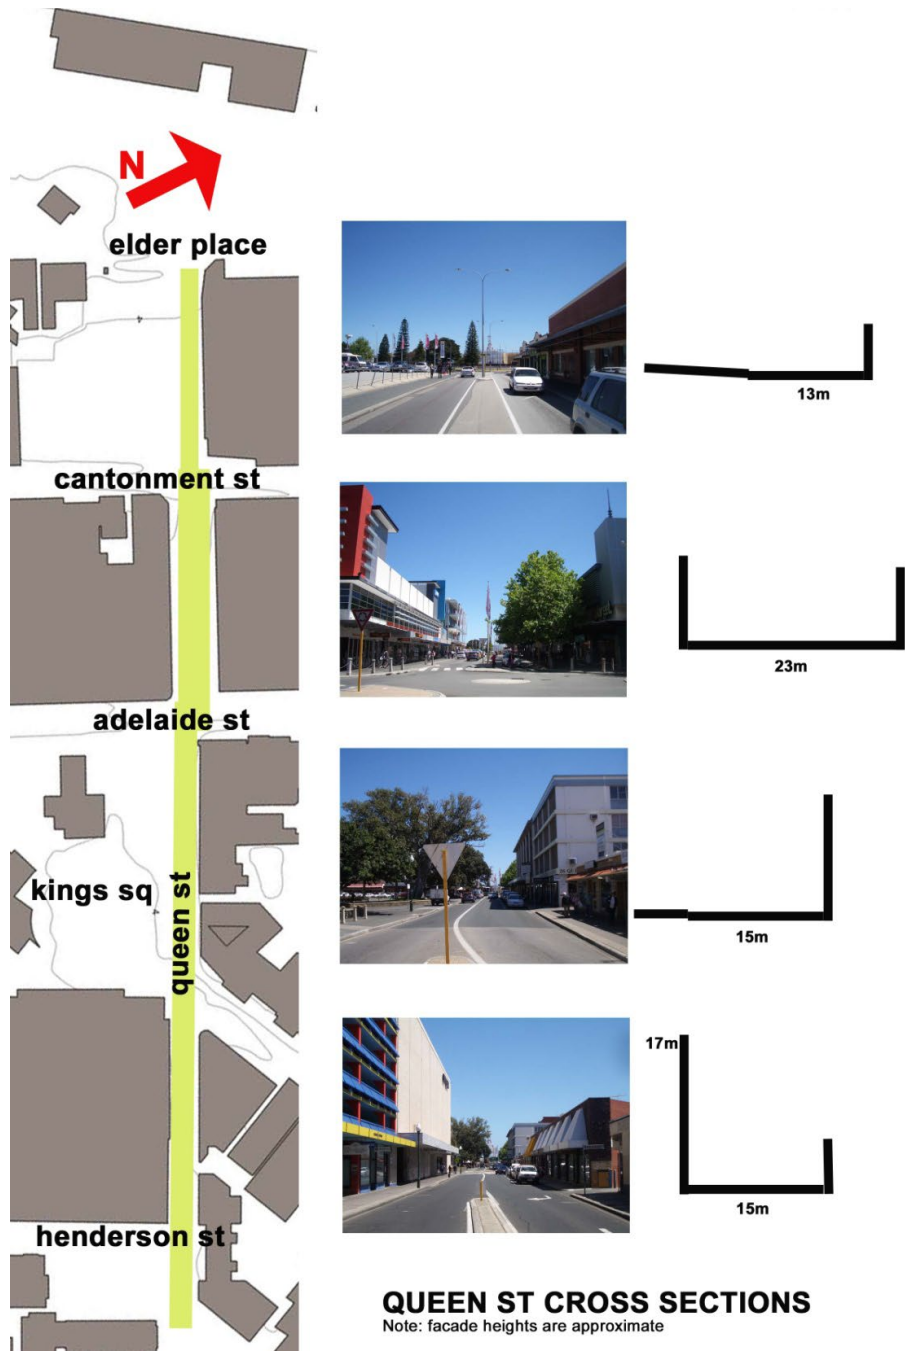 N
elder place
13m
cantonment st
23m
adelaide st
kings sq
queen st
15m
17m
15m
henderson st
QUEEN ST CROSS SECTIONS
Note: facade heights are approximate